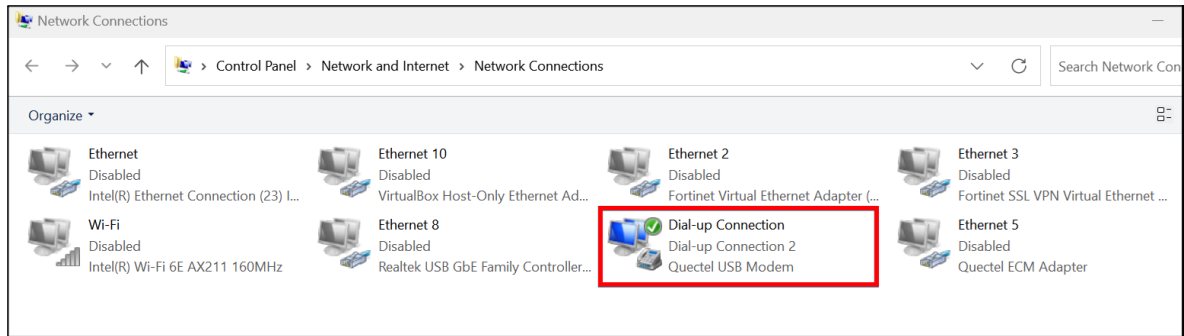 Network Connections
Control Panel > Network and Internet > Network Connections
Search Network Con
Organize
Ethernet
Disabled
Intel(R) Ethernet Connection (23) I...
Ethernet 10
Disabled
VirtualBox Host-Only Ethernet Ad...
Ethernet 2
Disabled
Fortinet Virtual Ethernet Adapter (...
Ethernet 3
Disabled
Fortinet SSL VPN Virtual Ethernet ...
Wi-Fi
Disabled
Intel(R) Wi-Fi 6E AX211 160MHz
Ethernet 8
Disabled
Realtek USB GbE Family Controller...
Dial-up Connection
Dial-up Connection 2
Quectel USB Modem
Ethernet 5
Disabled
Quectel ECM Adapter